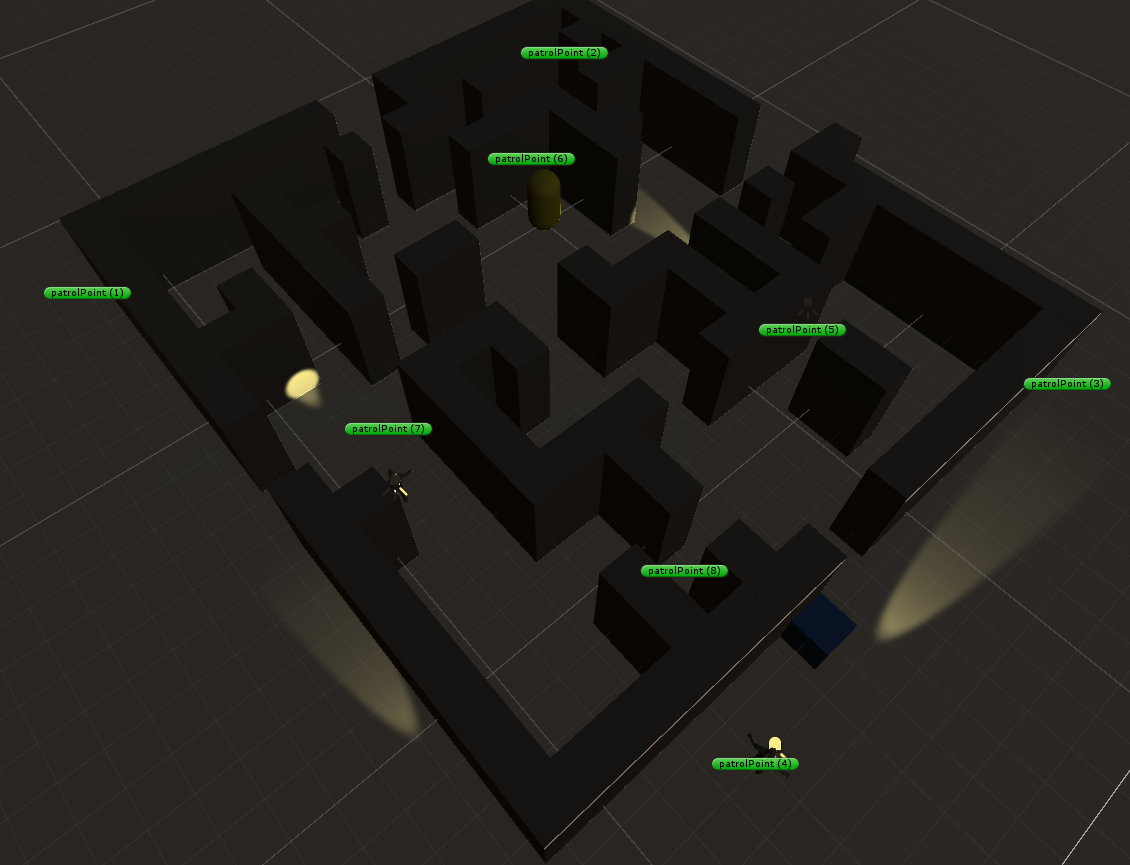 patrolPoint (2)
patrolPoint (6)
patrolPoint (1)
patrolPoint (5)
patrolPoint (3)
patrolPoint (7)
patrolPoint (8)
patrolPoint (4)